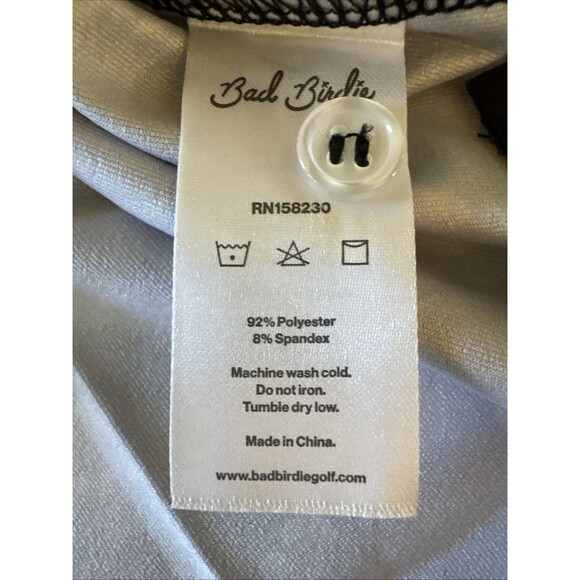 Bad Birdie
RN158230
92% Polyester
8% Spandex
Machine wash cold.
Do not iron.
Tumble dry low.
Made in China.
www.badbirdiegolf.com